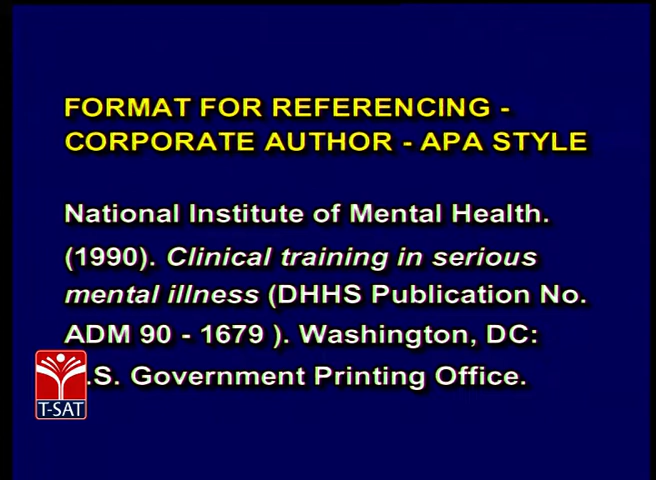 FORMAT FOR REFERENCING -
CORPORATE AUTHOR - APA STYLE
National Institute of Mental Health.
(1990). Clinical training in serious
mental illness (DHHS Publication No.
ADM 90 - 1679 ). Washington, DC:
.S. Government Printing Office.
T-SAT